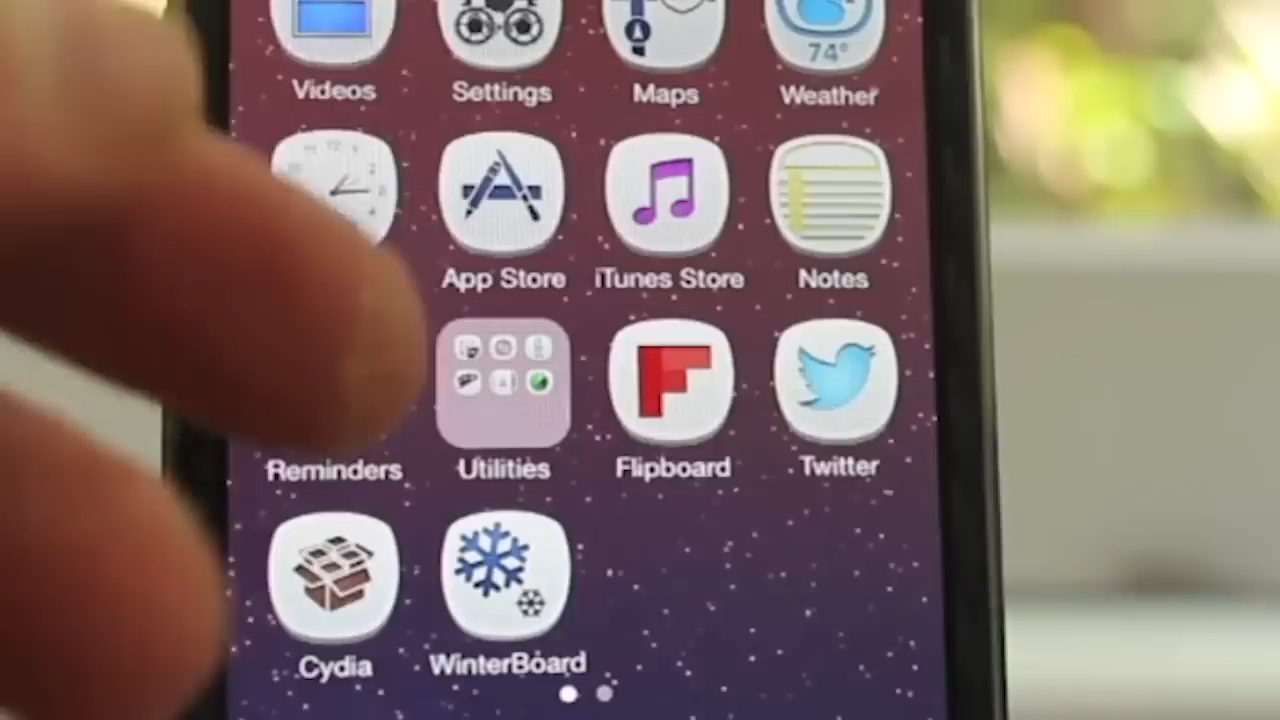 Videos Settings Maps Weather
74°
App Store iTunes Store Notes
Reminders Utilities Flipboard Twitter
Cydia WinterBoard